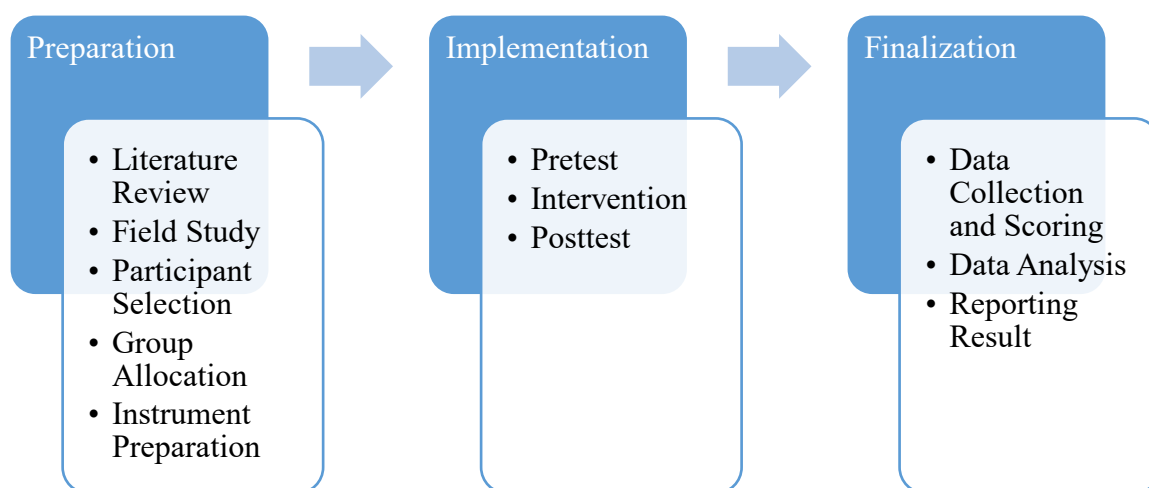 Preparation
• Literature
Review
• Field Study
• Participant
Selection
• Group
Allocation
• Instrument
Preparation
Implementation
• Pretest
• Intervention
• Posttest
Finalization
• Data
Collection
and Scoring
• Data Analysis
• Reporting
Result